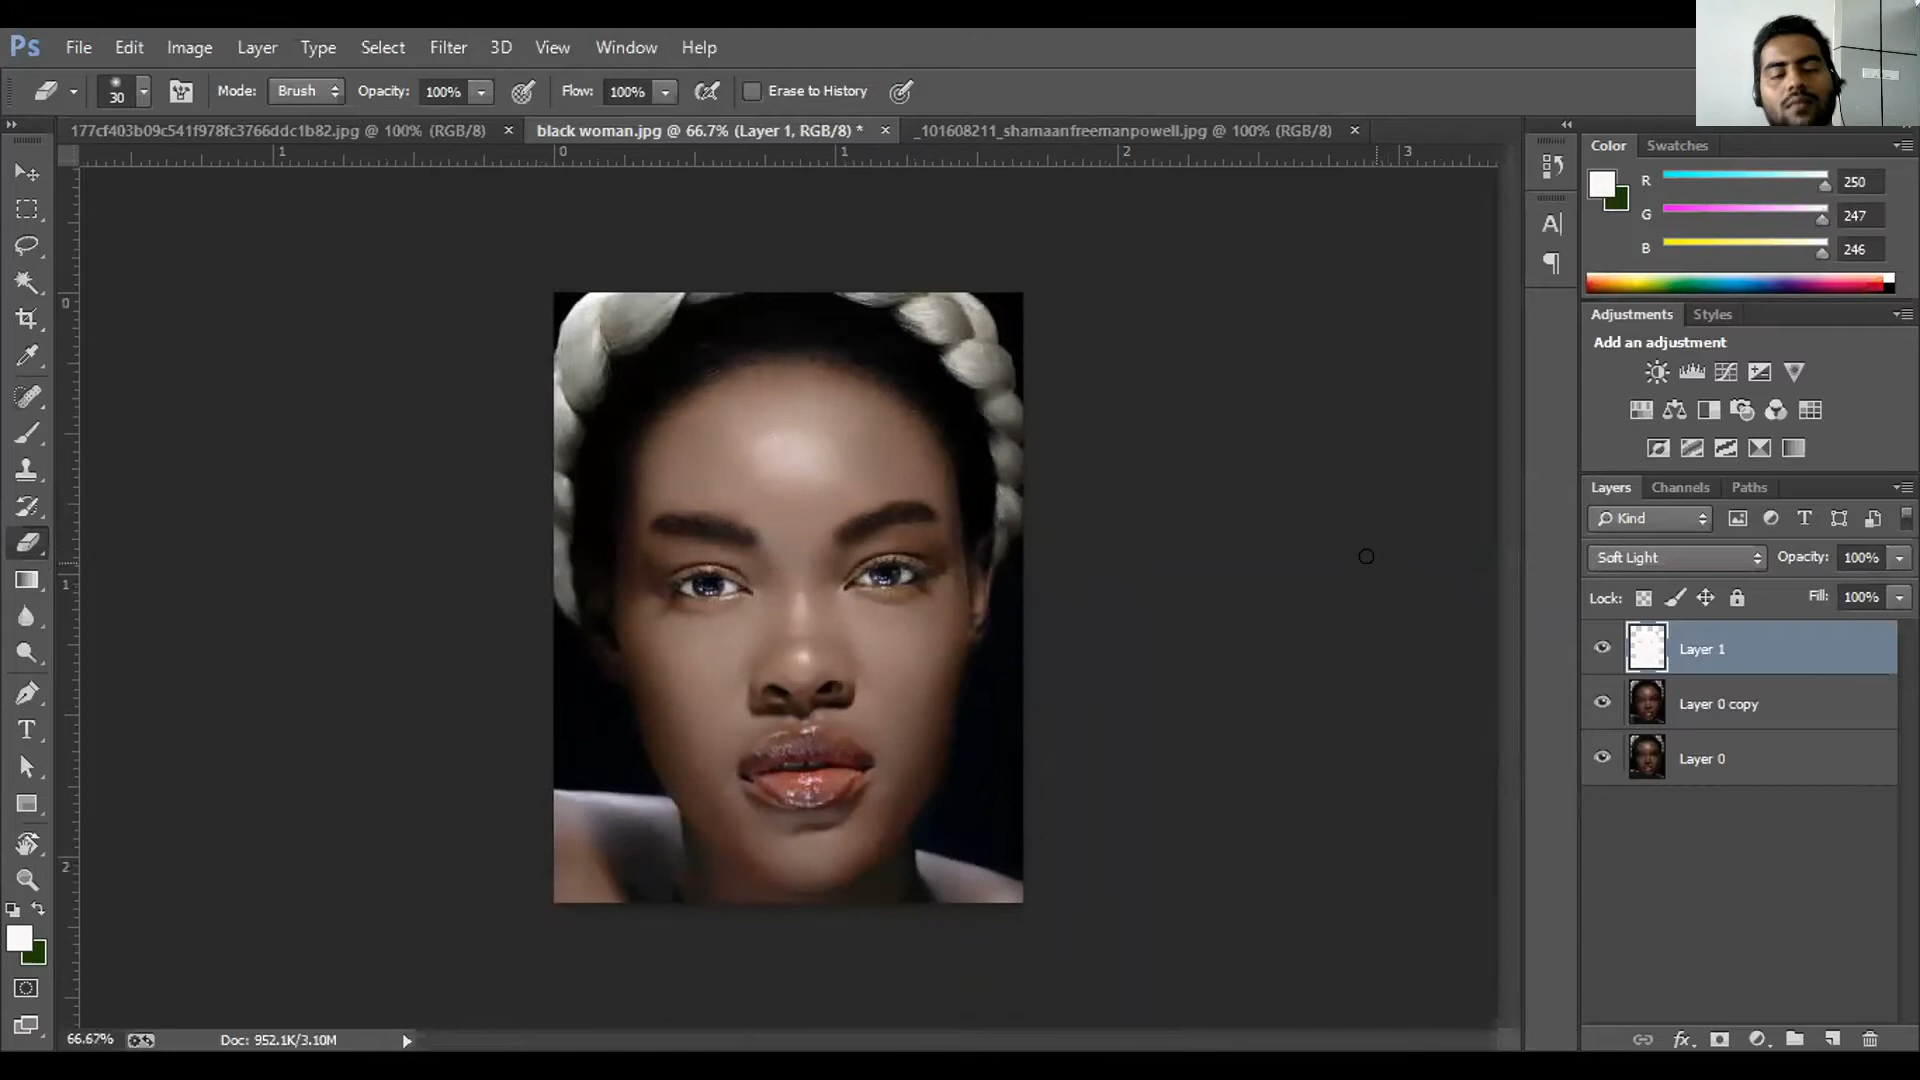 Ps File Edit Image Layer Type Select Filter 3D View Window Help
30 Mode: Brush Opacity: 100% Flow: 100% Erase to History
177cf403b09c541f978fc3766ddc1b82.jpg @ 100% (RGB/8) × black woman.jpg @ 66.7% (Layer 1, RGB/8) * × _101608211_shamaanfreemanpowell.jpg @ 100% (RGB/8) ×
1 0 1 2 3
0
1
2
Color Swatches
R 250
G 247
B 246
Adjustments Styles
Add an adjustment
Layers Channels Paths
Kind
Soft Light Opacity: 100%
Lock: Fill: 100%
Layer 1
Layer 0 copy
Layer 0
66.67% Doc: 952.1K/3.10M